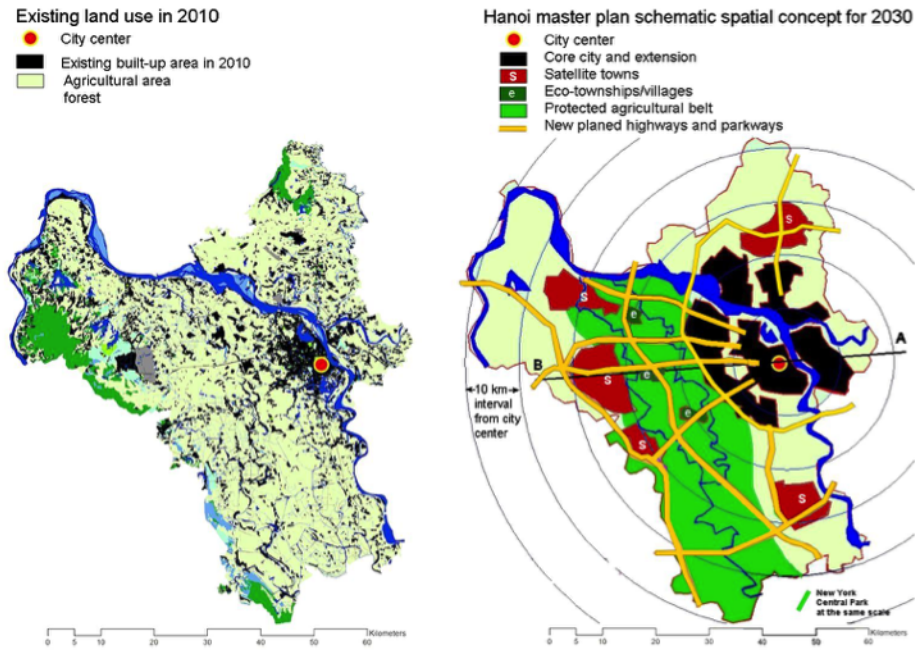 Existing land use in 2010
City center
Existing built-up area in 2010
Agricultural area
forest
Kilometers
0 5 10 20 30 40 50 60
Hanoi master plan schematic spatial concept for 2030
City center
Core city and extension
S Satellite towns
e Eco-townships/villages
Protected agricultural belt
New planed highways and parkways
S
S
e
A
B
S
e
10 km
interval
from city
center
e
S
S
New York
Central Park
at the same scale
Kilometers
0 5 10 20 30 40 50 60